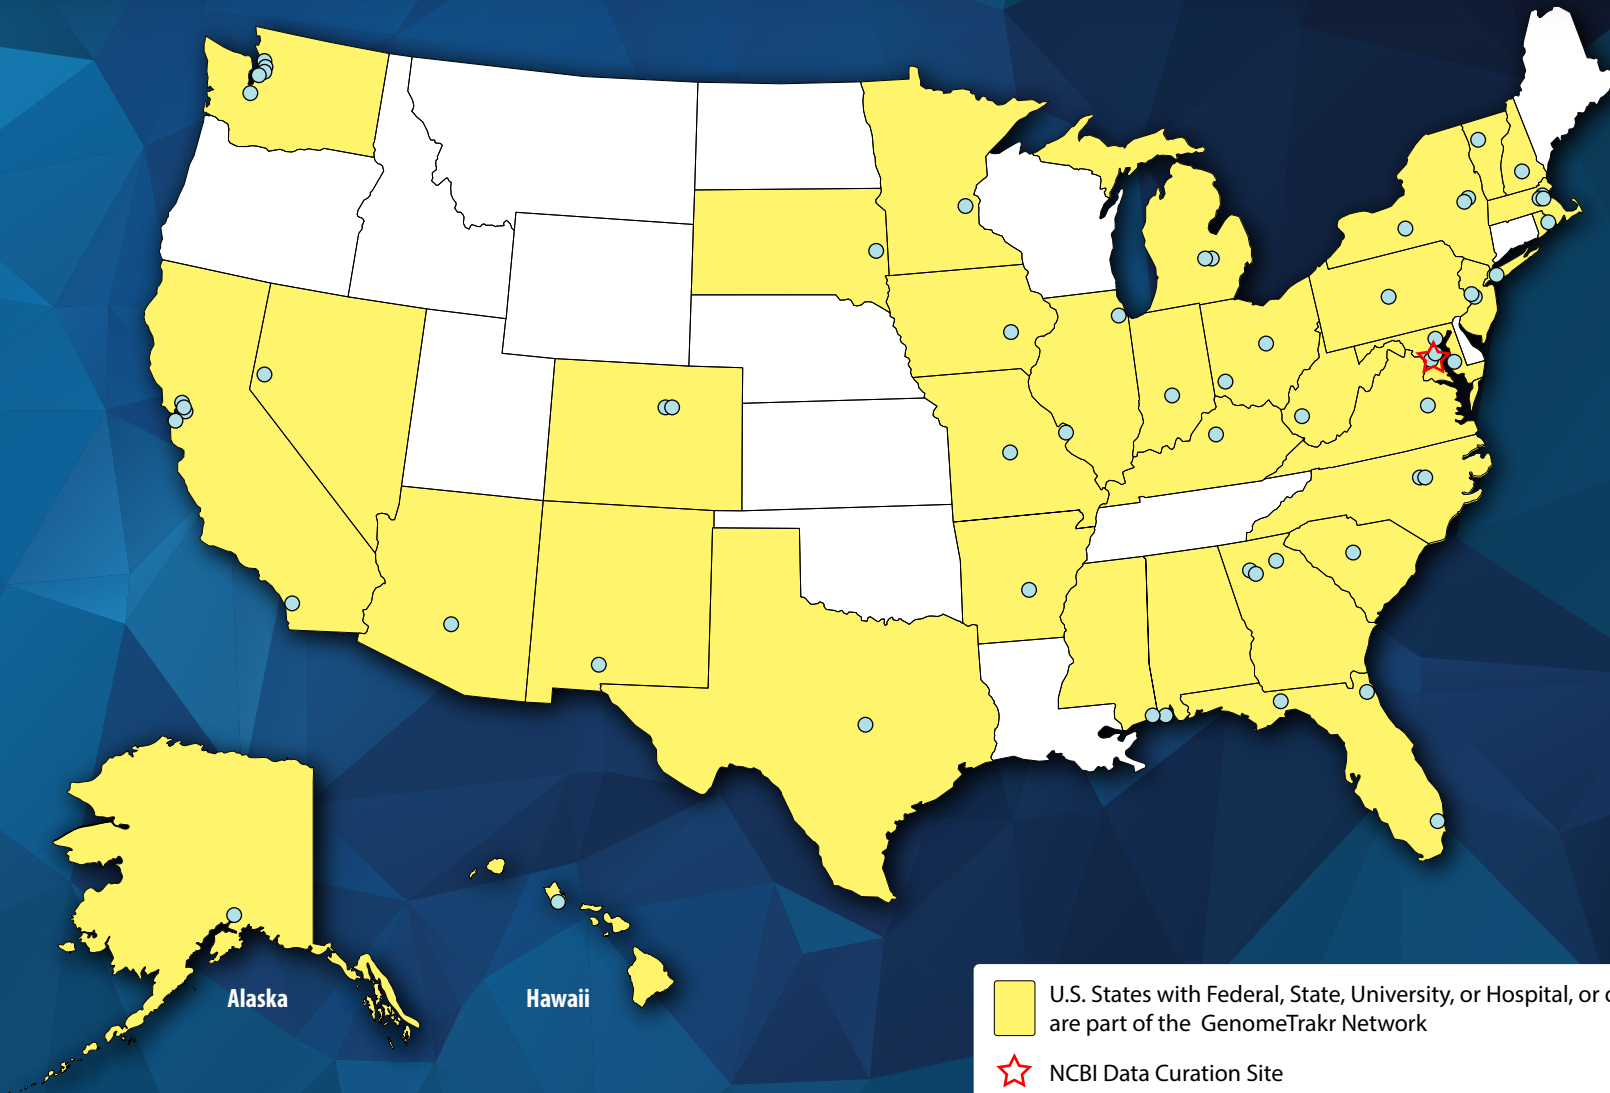 Alaska
Hawaii
U.S. States with Federal, State, University, or Hospital, or
are part of the GenomeTrakr Network
NCBI Data Curation Site